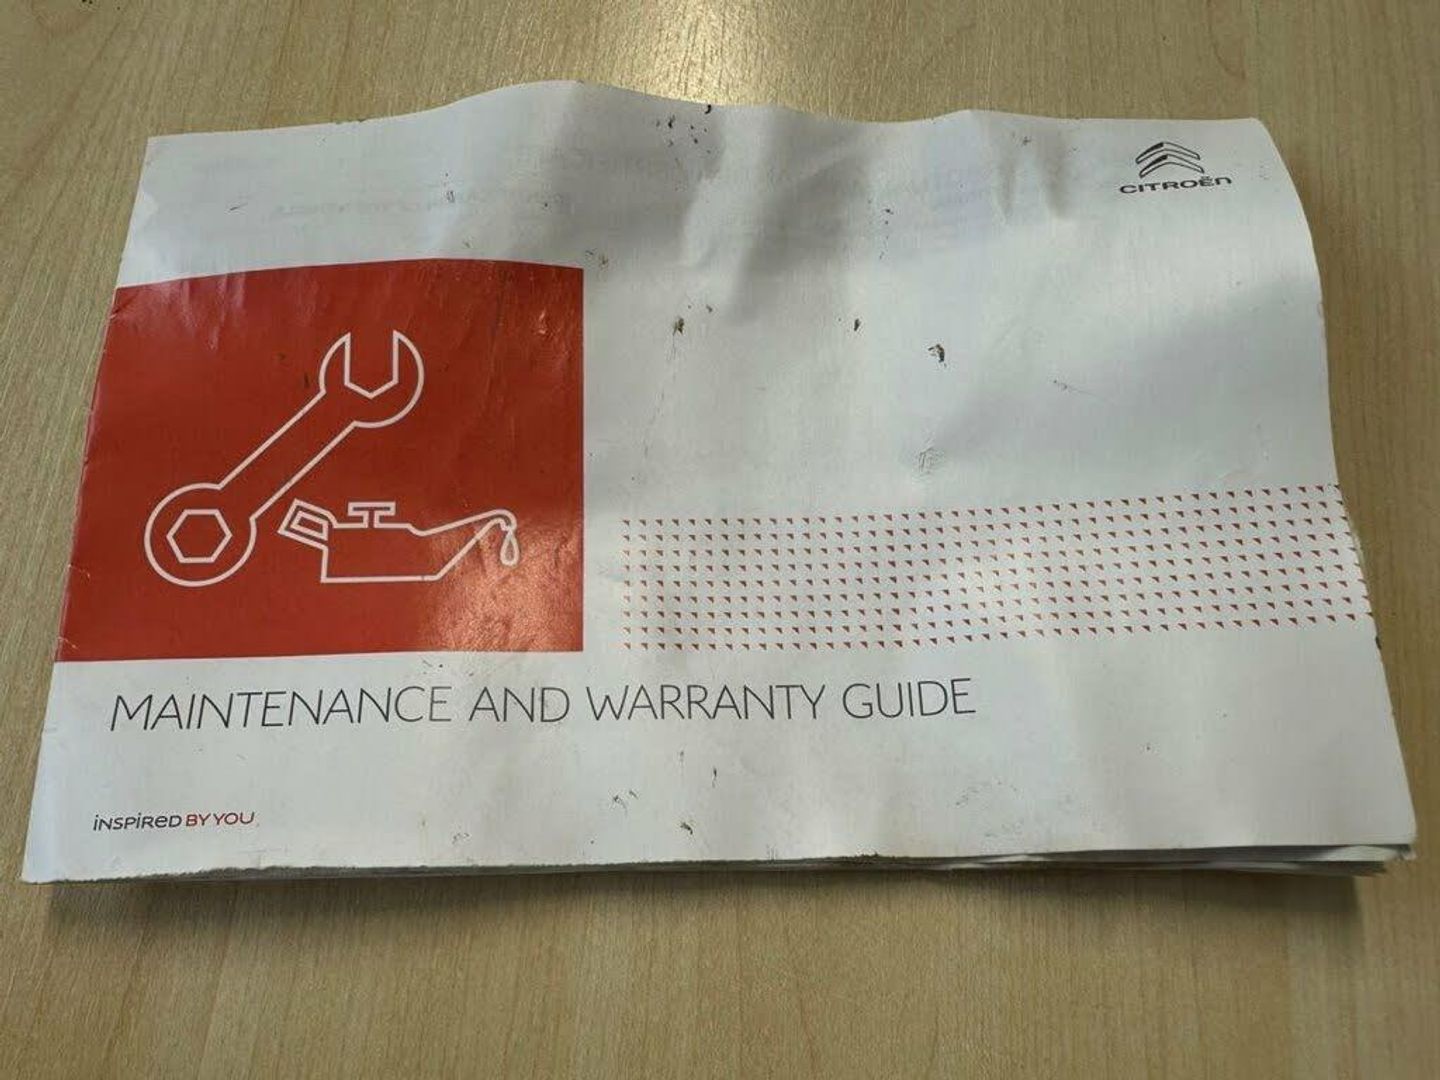 CITROËN
MAINTENANCE AND WARRANTY GUIDE
INSPIRED BY YOU